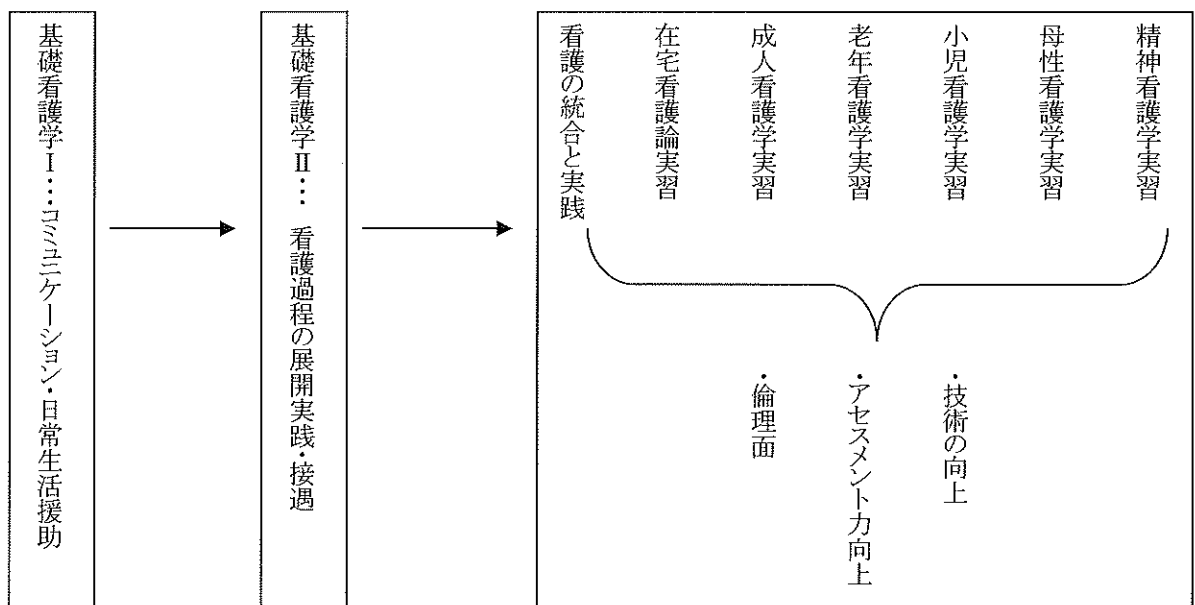 基礎看護学Ⅰ‥‥コミュニケーション・日常生活援助
基礎看護学Ⅱ‥‥ 看護過程の展開実践・接遇
精神看護学実習
母性看護学実習
小児看護学実習
老年看護学実習
成人看護学実習
在宅看護論実習
看護の統合と実践
・技術の向上
・アセスメント力向上
・倫理面